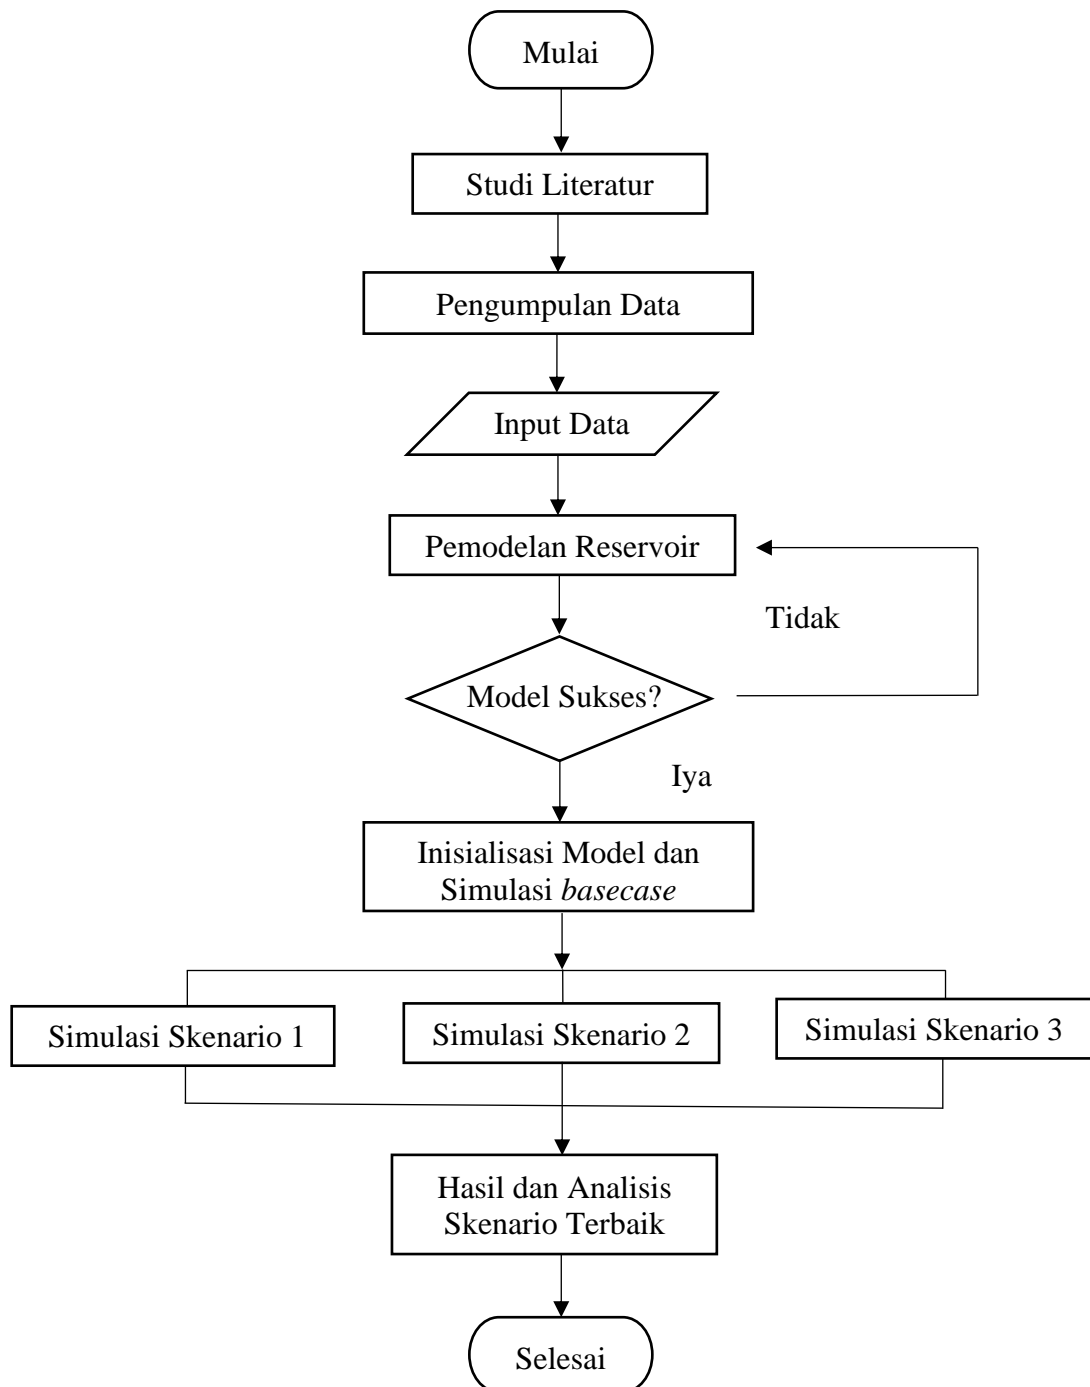 Mulai
Studi Literatur
Pengumpulan Data
Input Data
Pemodelan Reservoir
Tidak
Model Sukses?
Iya
Inisialisasi Model dan
Simulasi basecase
Simulasi Skenario 1
Simulasi Skenario 2
Simulasi Skenario 3
Hasil dan Analisis
Skenario Terbaik
Selesai